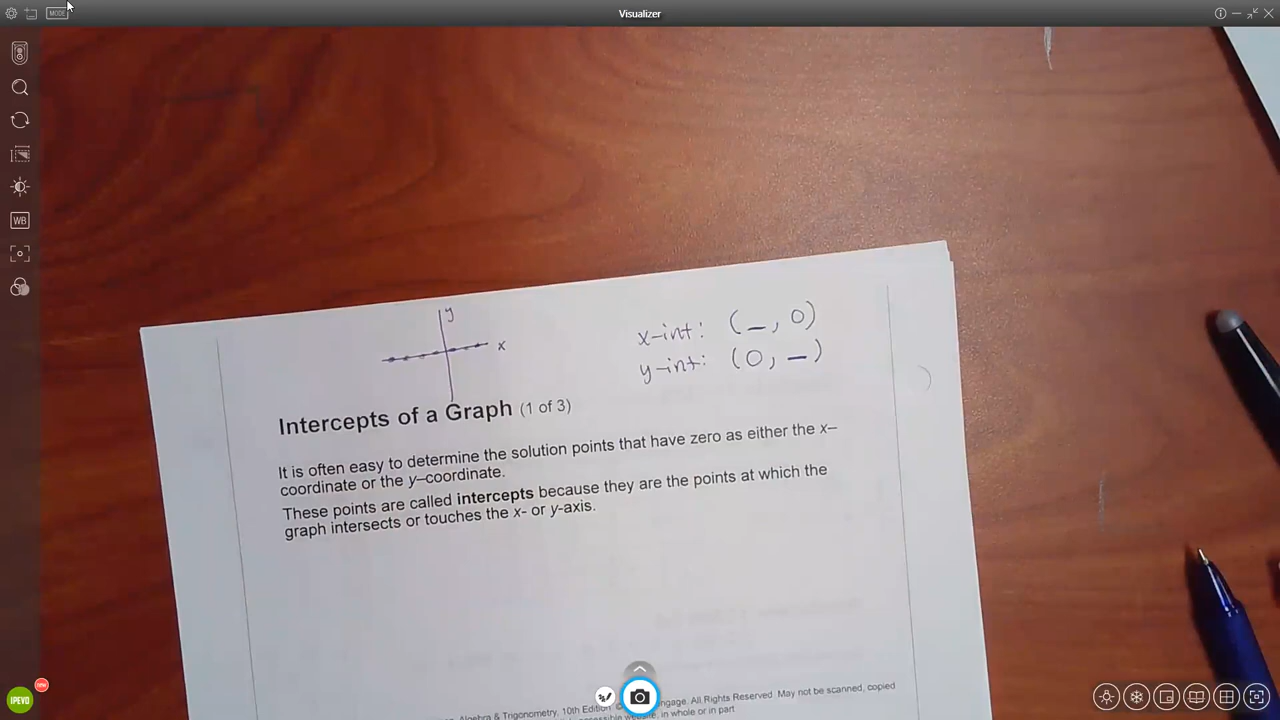 MODE
Visualizer
WB
y
x
x-int: (_, 0)
y-int: (0, _)
Intercepts of a Graph (1 of 3)
It is often easy to determine the solution points that have zero as either the x–
coordinate or the y–coordinate.
These points are called intercepts because they are the points at which the
graph intersects or touches the x- or y-axis.
Algebra & Trigonometry, 10th Edition. © engage. All Rights Reserved. May not be scanned, copied
website, in whole or in part
IPEVO